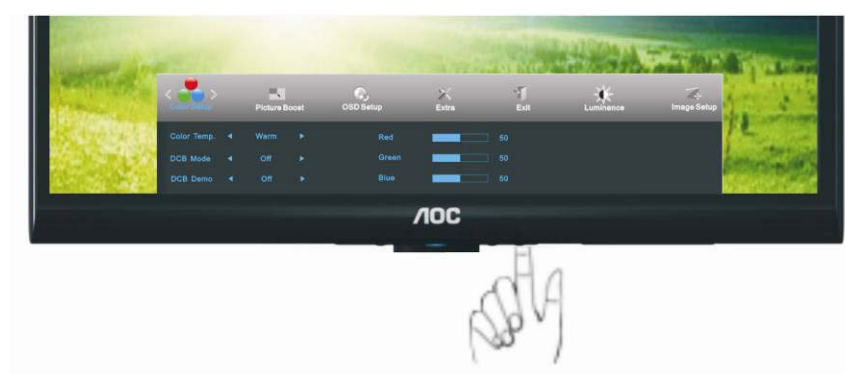 Color Setup Picture Boost OSD Setup Extra Exit Luminence Image Setup
Color Temp. Warm Red 50
DCB Mode Off Green 50
DCB Demo Off Blue 50
AOC